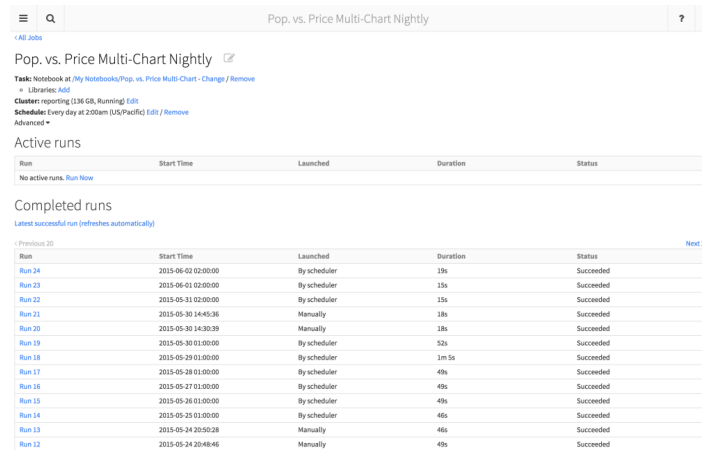 Pop. vs. Price Multi-Chart Nightly
?
< All Jobs
Pop. vs. Price Multi-Chart Nightly
Task: Notebook at /My Notebooks/Pop. vs. Price Multi-Chart - Change / Remove
Libraries: Add
Cluster: reporting (136 GB, Running) Edit
Schedule: Every day at 2:00am (US/Pacific) Edit / Remove
Advanced
Active runs
Run Start Time Launched Duration Status
No active runs. Run Now
Completed runs
Latest successful run (refreshes automatically)
< Previous 20 Next
Run Start Time Launched Duration Status
Run 24 2015-06-02 02:00:00 By scheduler 19s Succeeded
Run 23 2015-06-01 02:00:00 By scheduler 15s Succeeded
Run 22 2015-05-31 02:00:00 By scheduler 15s Succeeded
Run 21 2015-05-30 14:45:36 Manually 18s Succeeded
Run 20 2015-05-30 14:30:39 Manually 18s Succeeded
Run 19 2015-05-30 01:00:00 By scheduler 52s Succeeded
Run 18 2015-05-29 01:00:00 By scheduler 1m 5s Succeeded
Run 17 2015-05-28 01:00:00 By scheduler 49s Succeeded
Run 16 2015-05-27 01:00:00 By scheduler 49s Succeeded
Run 15 2015-05-26 01:00:00 By scheduler 49s Succeeded
Run 14 2015-05-25 01:00:00 By scheduler 46s Succeeded
Run 13 2015-05-24 20:50:28 Manually 46s Succeeded
Run 12 2015-05-24 20:48:46 Manually 49s Succeeded